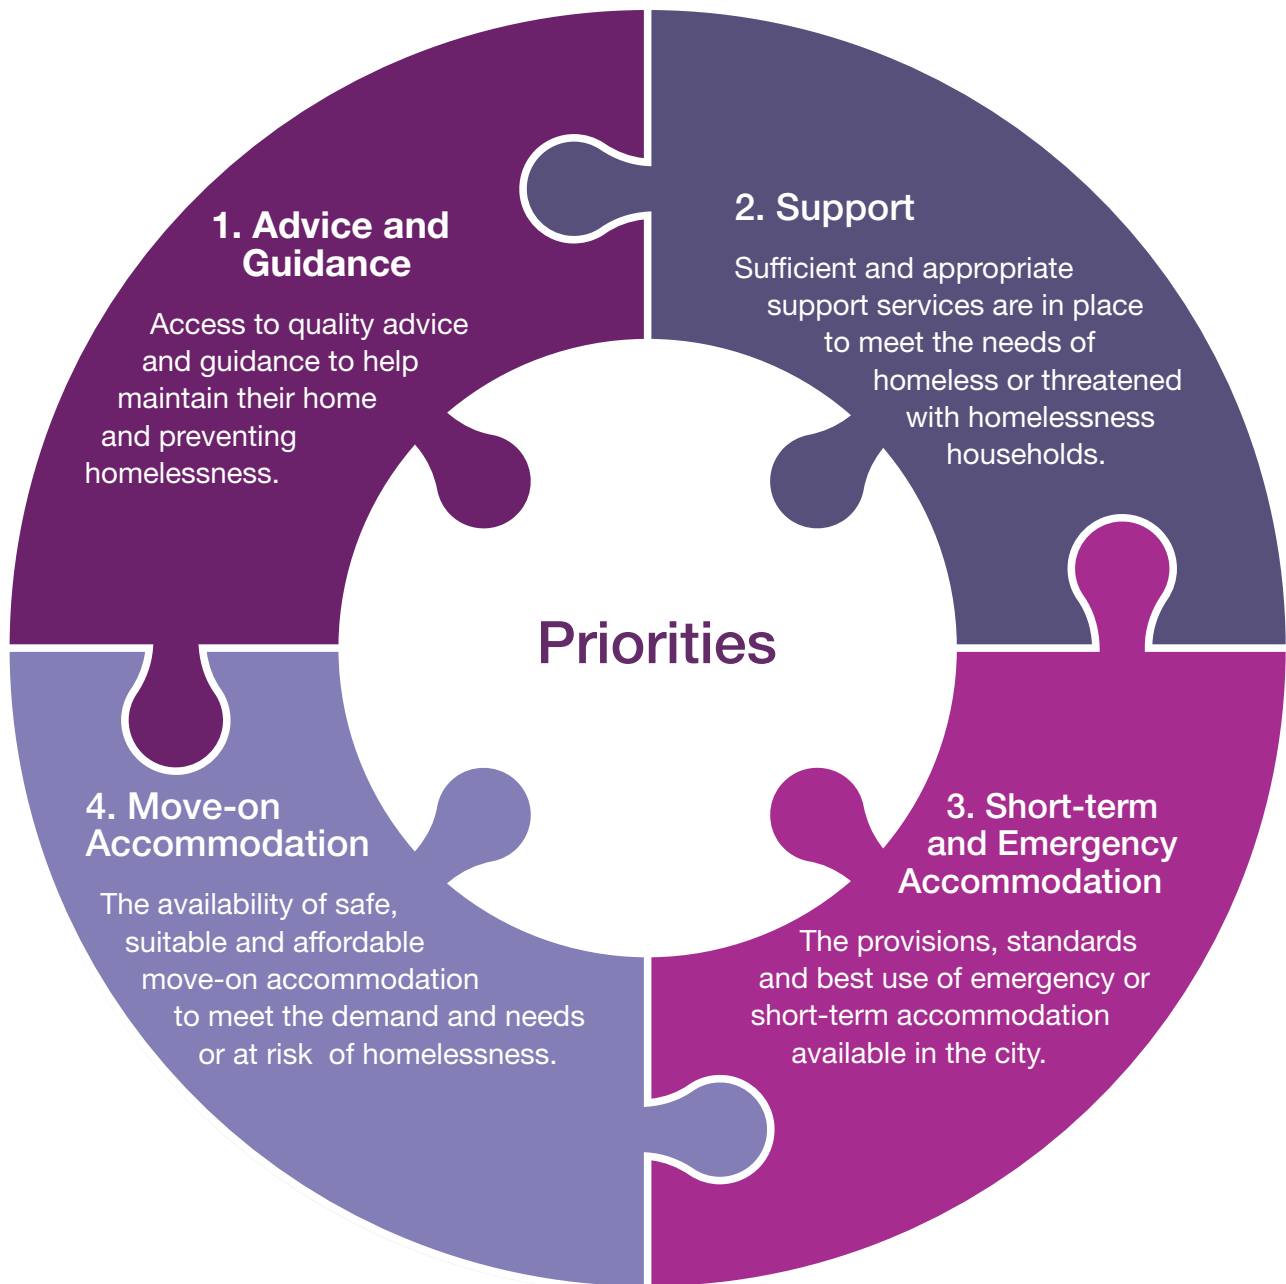 1. Advice and
Guidance
Access to quality advice
and guidance to help
maintain their home
and preventing
homelessness.
2. Support
Sufficient and appropriate
support services are in place
to meet the needs of
homeless or threatened
with homelessness
households.
Priorities
3. Short-term
and Emergency
Accommodation
The provisions, standards
and best use of emergency or
short-term accommodation
available in the city.
4. Move-on
Accommodation
The availability of safe,
suitable and affordable
move-on accommodation
to meet the demand and needs
or at risk  of homelessness.